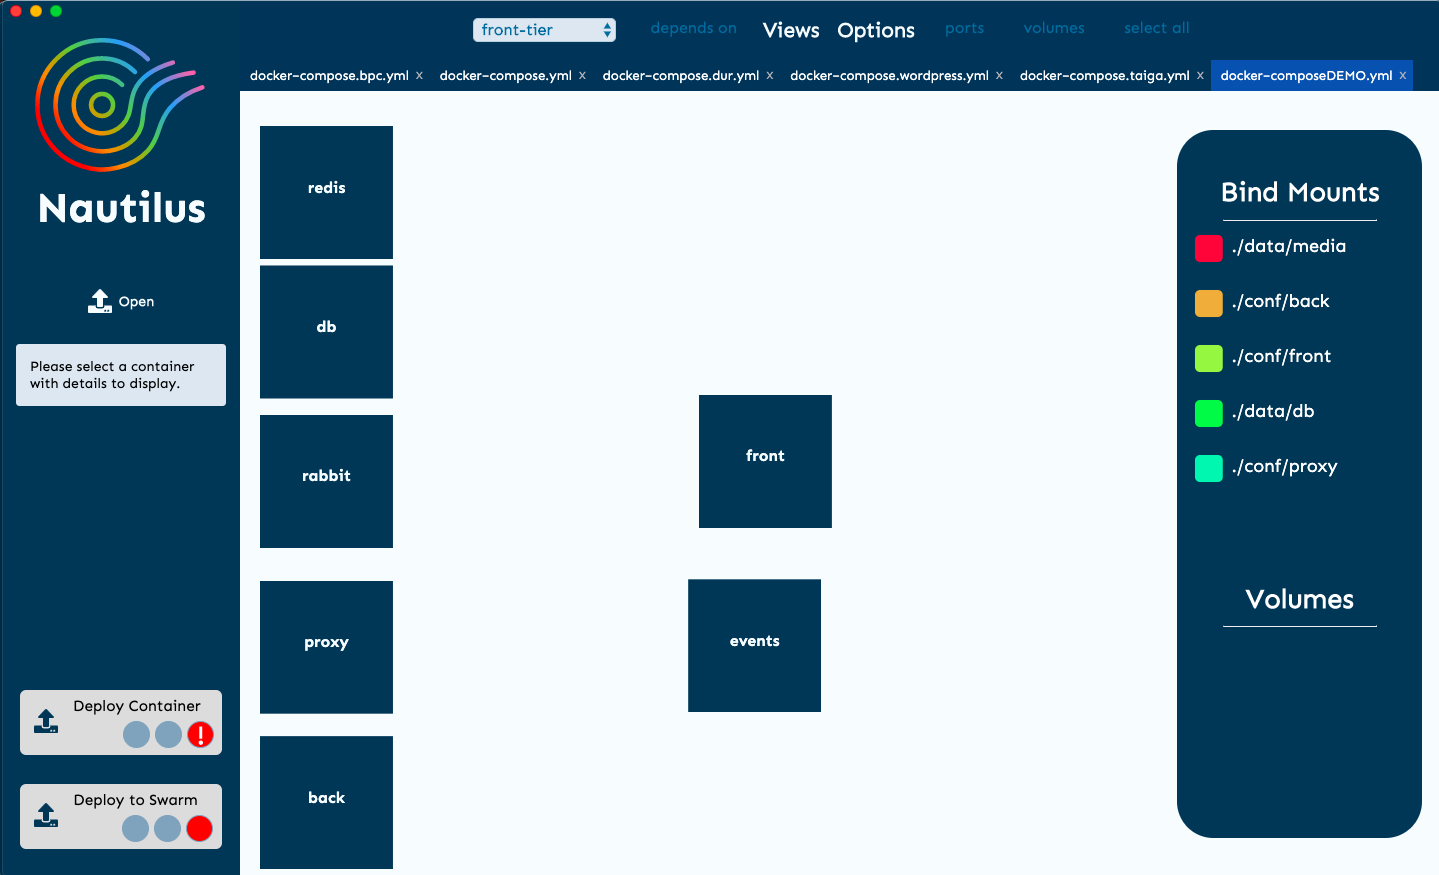 front-tier
depends on
Views
Options
ports
volumes
select all
docker-compose.bpc.yml x
docker-compose.yml x
docker-compose.dur.yml x
docker-compose.wordpress.yml x
docker-compose.taiga.yml x
docker-composeDEMO.yml x
Nautilus
Open
Please select a container
with details to display.
Deploy Container
!
Deploy to Swarm
redis
db
rabbit
proxy
back
front
events
Bind Mounts
./data/media
./conf/back
./conf/front
./data/db
./conf/proxy
Volumes